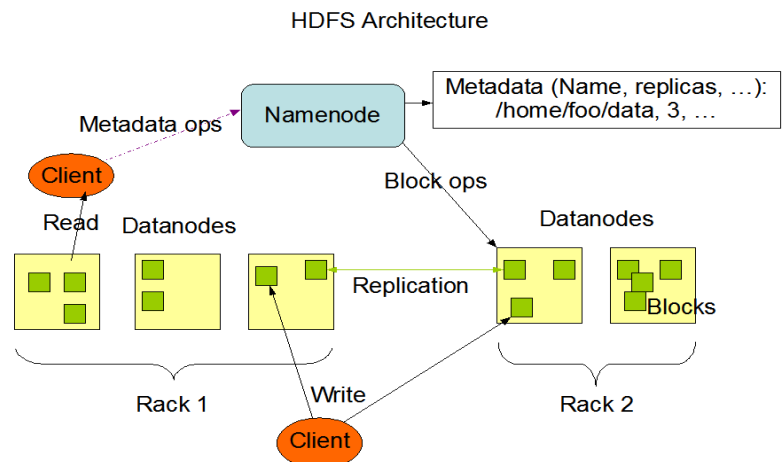 HDFS Architecture
Metadata (Name, replicas, …):
/home/foo/data, 3, …
Namenode
Metadata ops
Client
Block ops
Read
Datanodes
Datanodes
Replication
Blocks
Rack 1
Write
Rack 2
Client